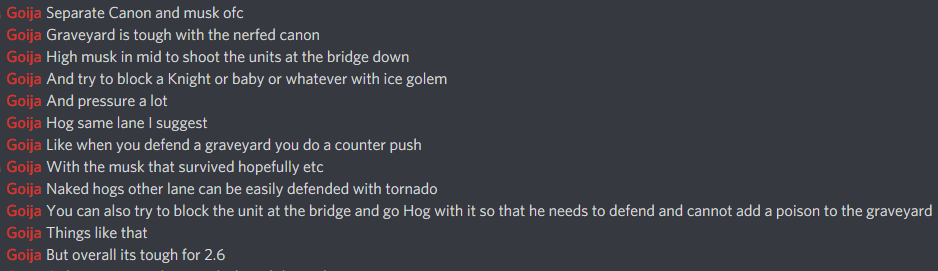 Goija Separate Canon and musk ofc
Goija Graveyard is tough with the nerfed canon
Goija High musk in mid to shoot the units at the bridge down
Goija And try to block a Knight or baby or whatever with ice golem
Goija And pressure a lot
Goija Hog same lane I suggest
Goija Like when you defend a graveyard you do a counter push
Goija With the musk that survived hopefully etc
Goija Naked hogs other lane can be easily defended with tornado
Goija You can also try to block the unit at the bridge and go Hog with it so that he needs to defend and cannot add a poison to the graveyard
Goija Things like that
Goija But overall its tough for 2.6